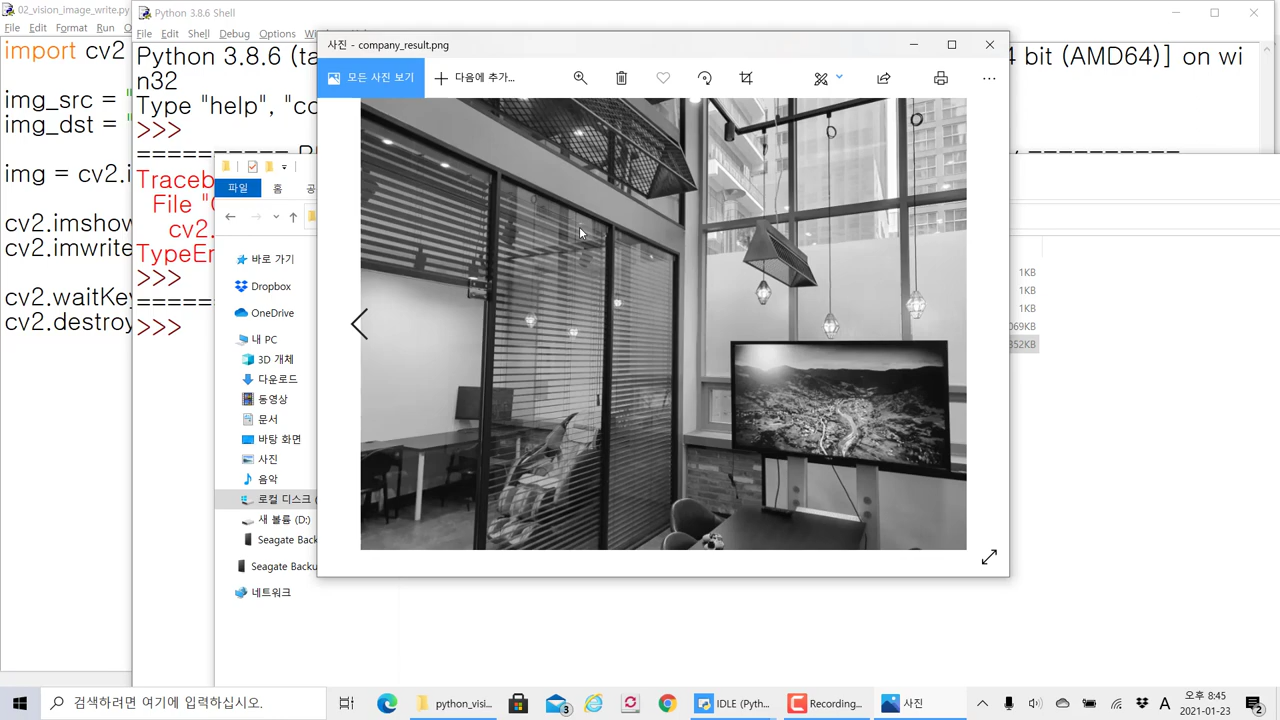 02_vision_image_write.py
File Edit Format Run
import cv2
img_src = "
img_dst = "
img = cv2.i
cv2.imshow
cv2.imwrite
cv2.waitKey
cv2.destroy
Python 3.8.6 Shell
File Edit Shell Debug Options
Python 3.8.6 (ta
4 bit (AMD64)] on wi
n32
Type "help", "co
>>>
Traceb
File "
cv2.
TypeEr
>>>
>>>
사진 - company_result.png
모든 사진 보기
다음에 추가...
파일
홈
바로 가기
Dropbox
OneDrive
내 PC
3D 개체
다운로드
동영상
문서
바탕 화면
사진
음악
로컬 디스크 (
새 볼륨 (D:)
Seagate Back
Seagate Backu
네트워크
1KB
1KB
1KB
069KB
352KB
검색하려면 여기에 입력하십시오.
3
python_visi...
IDLE (Pyth...
Recording...
사진
A
오후 8:45
2021-01-23
2